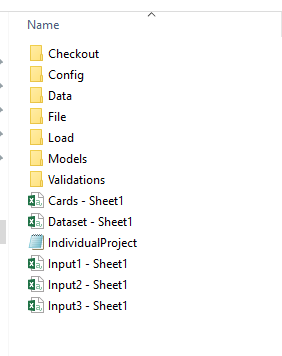 Name
Checkout
Config
Data
File
Load
Models
Validations
Cards - Sheet1
Dataset - Sheet1
IndividualProject
Input1 - Sheet1
Input2 - Sheet1
Input3 - Sheet1